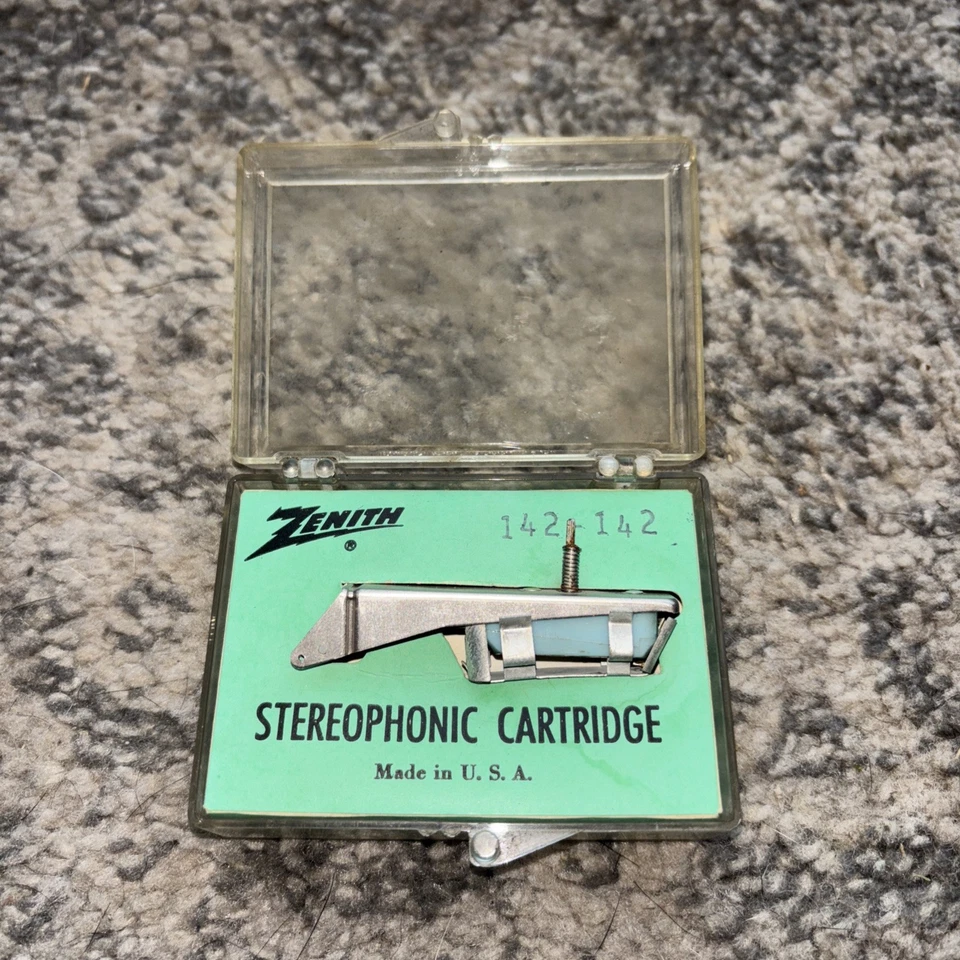 ZENITH
®
142-142
STEREOPHONIC CARTRIDGE
Made in U. S. A.